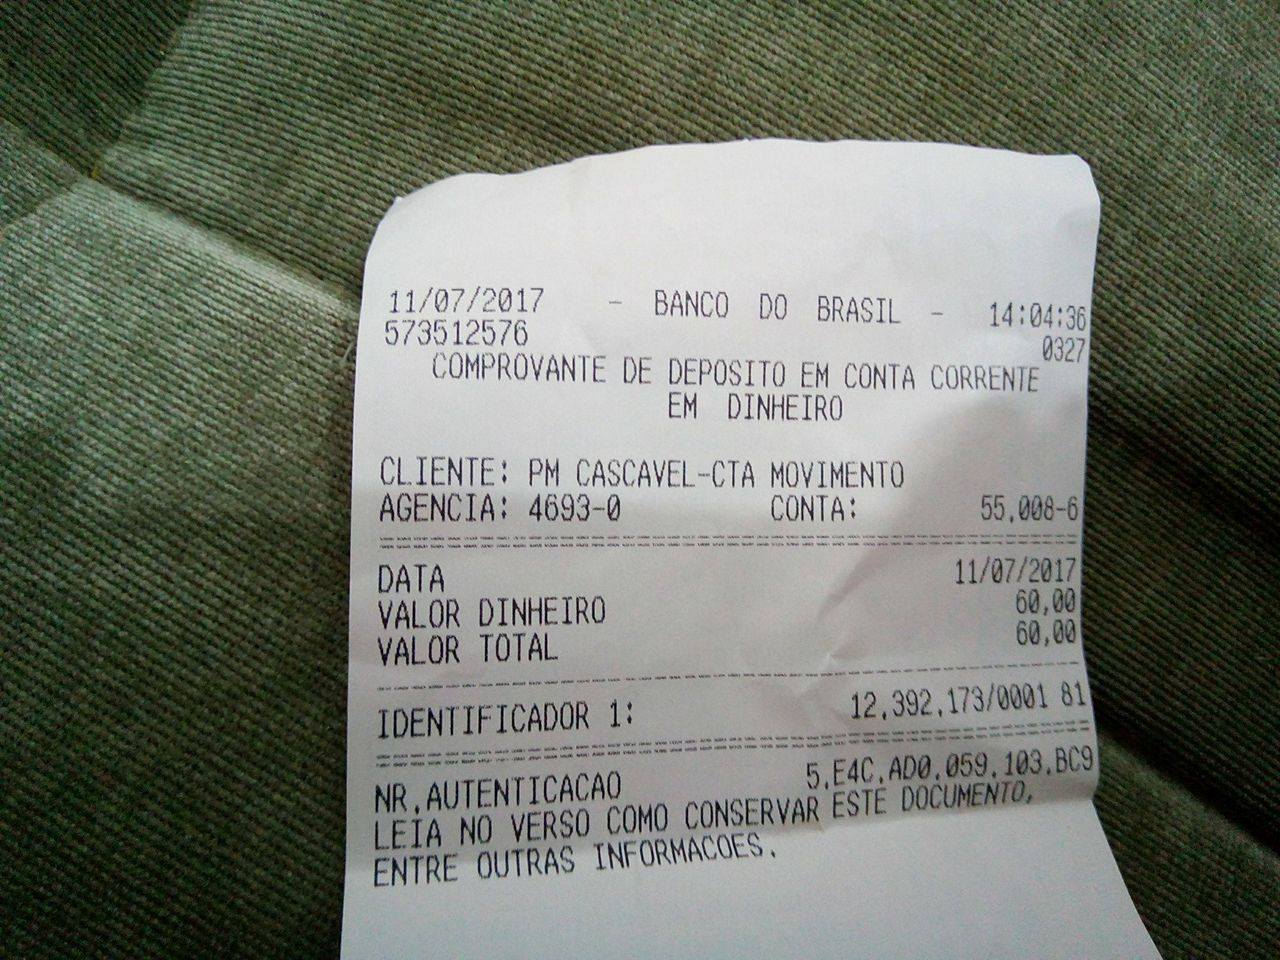 11/07/2017 - BANCO DO BRASIL - 14:04:36
573512576 0327
COMPROVANTE DE DEPOSITO EM CONTA CORRENTE
EM DINHEIRO
CLIENTE: PM CASCAVEL-CTA MOVIMENTO
AGENCIA: 4693-0 CONTA: 55.008-6
DATA 11/07/2017
VALOR DINHEIRO 60,00
VALOR TOTAL 60,00
IDENTIFICADOR 1: 12.392.173/0001 81
NR.AUTENTICACAO 5.E4C.AD0.059.103.BC9
LEIA NO VERSO COMO CONSERVAR ESTE DOCUMENTO,
ENTRE OUTRAS INFORMACOES.